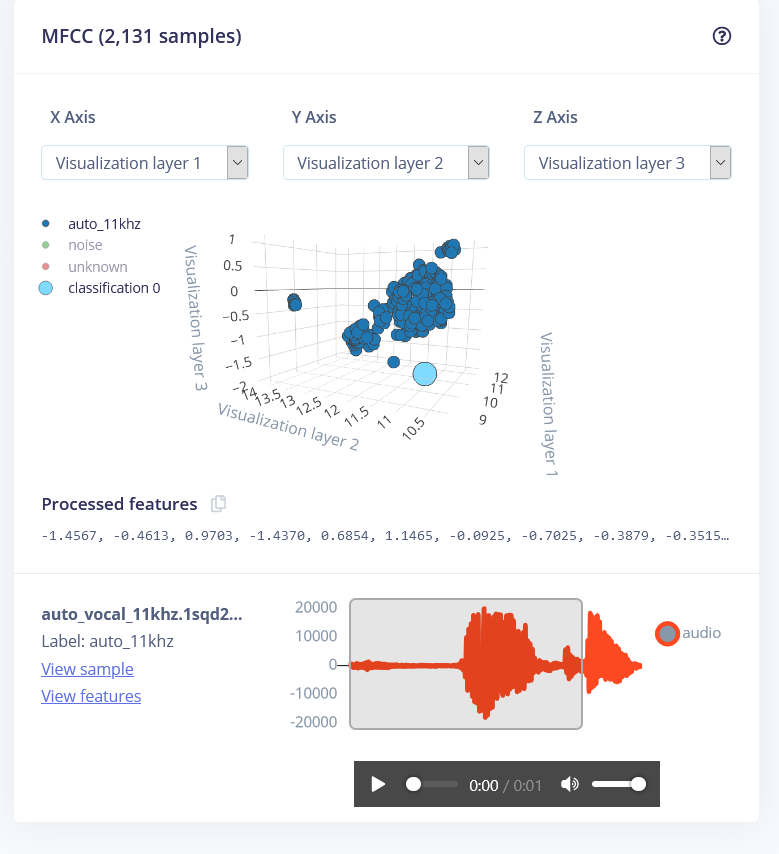 MFCC (2,131 samples)
X Axis Y Axis Z Axis
Visualization layer 1 Visualization layer 2 Visualization layer 3
auto_11khz
noise
unknown
classification 0
1
0.5
0
−0.5
−1
−1.5
−2
Visualization layer 3
14 13.5 13 12.5 12 11.5 11 10.5
Visualization layer 2
12
11
10
9
Visualization layer 1
Processed features
-1.4567, -0.4613, 0.9703, -1.4370, 0.6854, 1.1465, -0.0925, -0.7025, -0.3879, -0.3515…
auto_vocal_11khz.1sqd2...
Label: auto_11khz
View sample
View features
20000
10000
0
-10000
-20000
audio
0:00 / 0:01